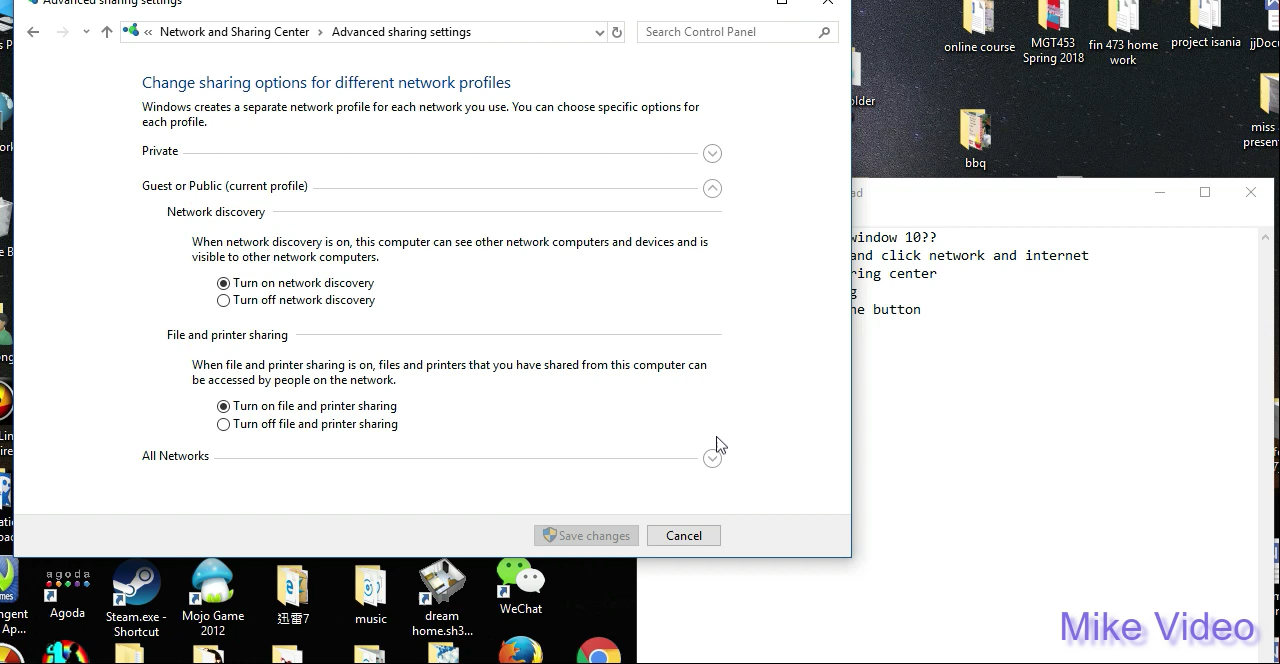 Advanced sharing settings
Network and Sharing Center
Advanced sharing settings
Search Control Panel
Change sharing options for different network profiles
Windows creates a separate network profile for each network you use. You can choose specific options for
each profile.
Private
Guest or Public (current profile)
Network discovery
When network discovery is on, this computer can see other network computers and devices and is
visible to other network computers.
Turn on network discovery
Turn off network discovery
File and printer sharing
When file and printer sharing is on, files and printers that you have shared from this computer can
be accessed by people on the network.
Turn on file and printer sharing
Turn off file and printer sharing
All Networks
Save changes
Cancel
online course
MGT453
Spring 2018
fin 473 home
work
project isania
jjDocu
older
miss
presen
bbq
ad
window 10??
and click network and internet
ring center
g
he button
agoda
Agoda
Steam.exe -
Shortcut
Mojo Game
2012
迅雷7
music
dream
home.sh3...
WeChat
Mike Video